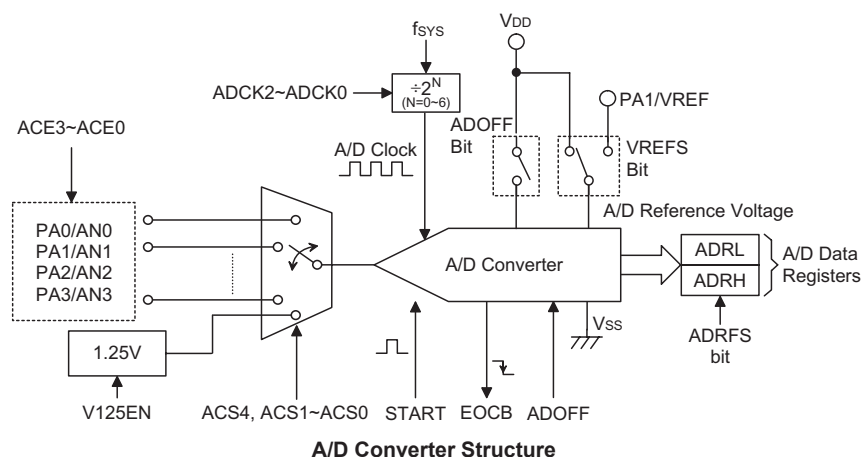 fSYS
VDD
÷2^N
(N=0~6)
ADCK2~ADCK0
PA1/VREF
ACE3~ACE0
ADOFF
Bit
A/D Clock
VREFS
Bit
PA0/AN0
PA1/AN1
PA2/AN2
PA3/AN3
A/D Reference Voltage
A/D Converter
ADRL
ADRH
A/D Data
Registers
1.25V
VSS
ADRFS
bit
V125EN
ACS4, ACS1~ACS0
START
EOCB
ADOFF
A/D Converter Structure